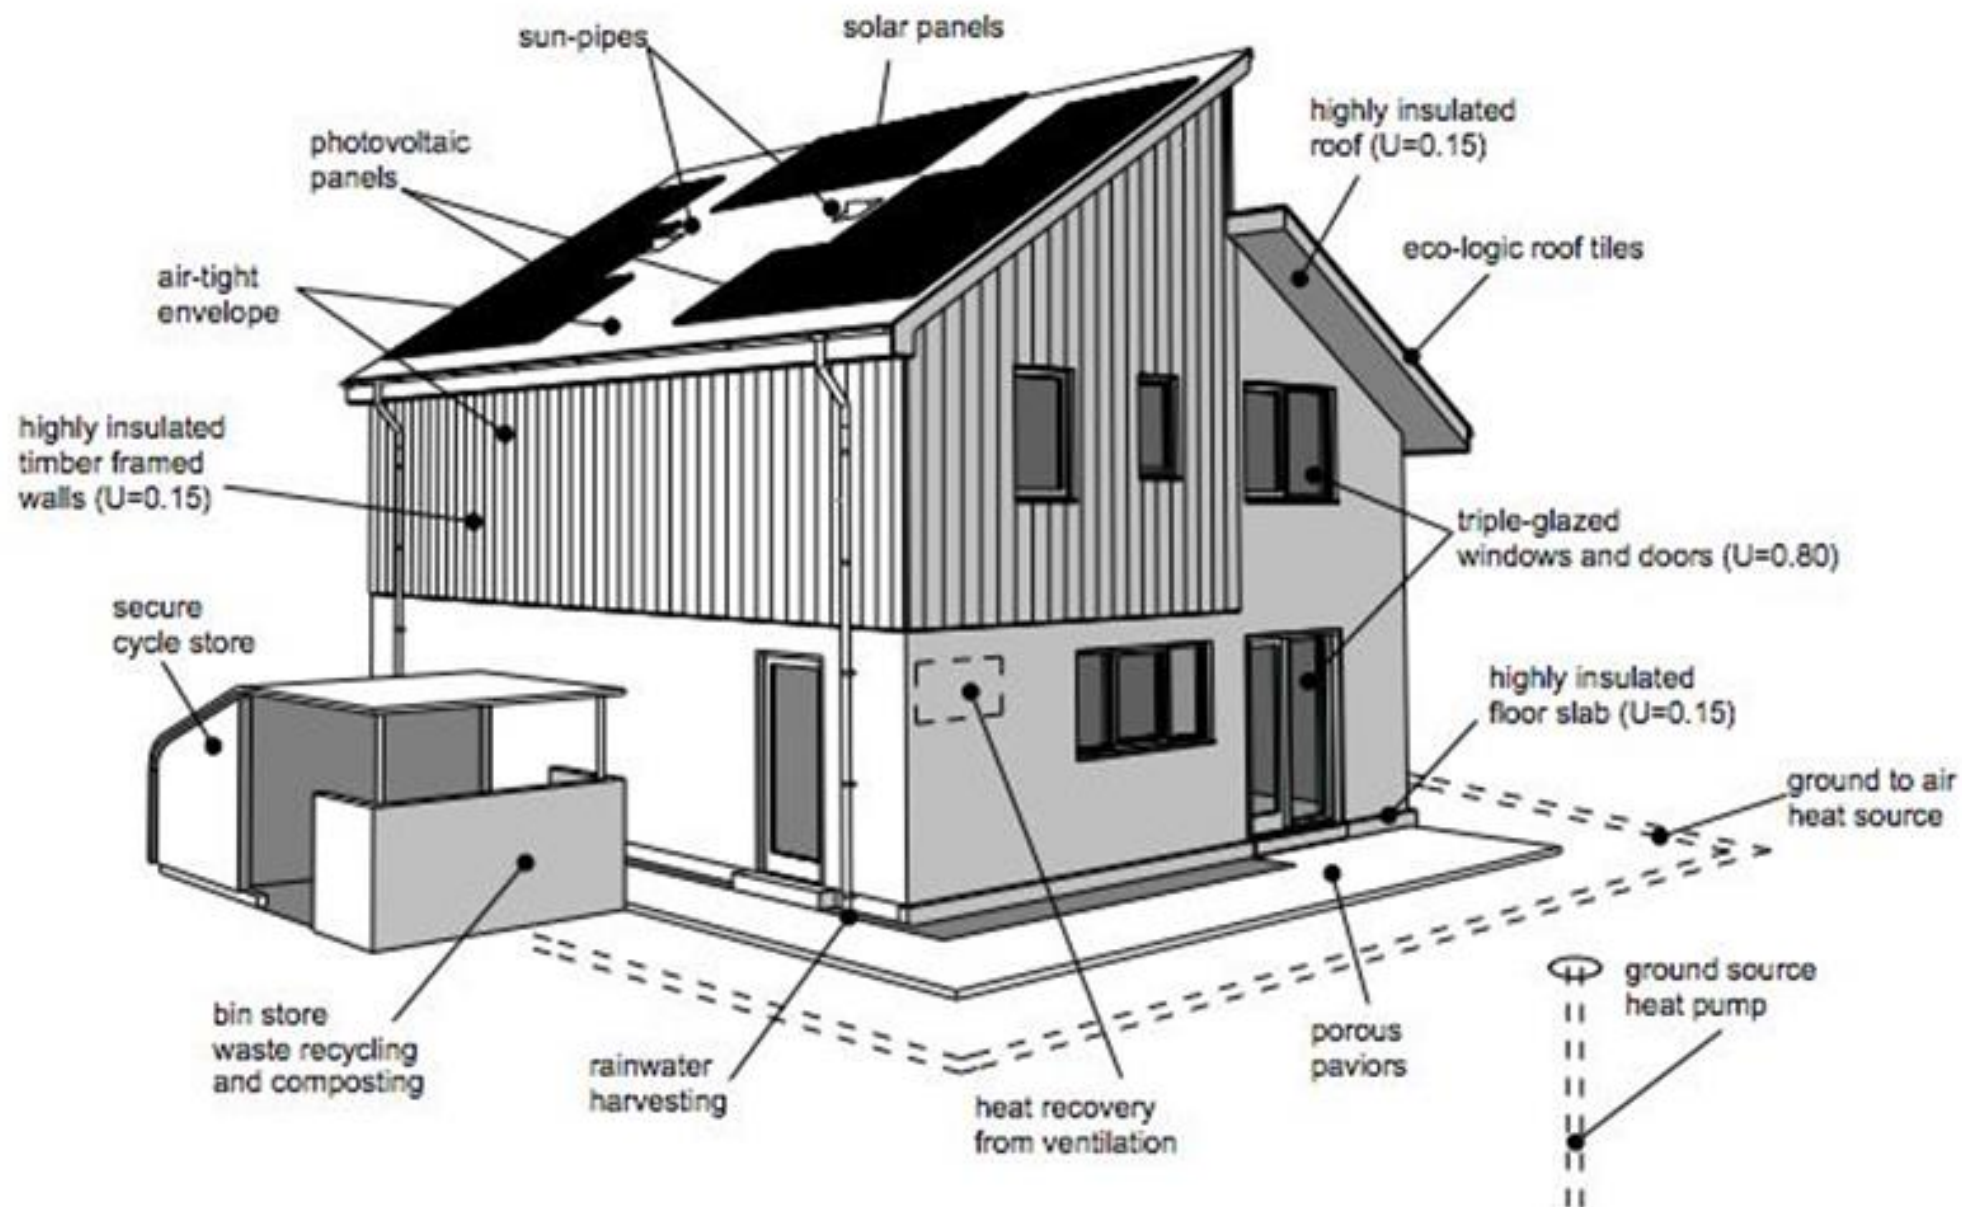 sun-pipes
solar panels
photovoltaic
panels
highly insulated
roof (U=0.15)
eco-logic roof tiles
air-tight
envelope
highly insulated
timber framed
walls (U=0.15)
triple-glazed
windows and doors (U=0.80)
secure
cycle store
highly insulated
floor slab (U=0.15)
ground to air
heat source
bin store
waste recycling
and composting
rainwater
harvesting
heat recovery
from ventilation
porous
paviors
ground source
heat pump